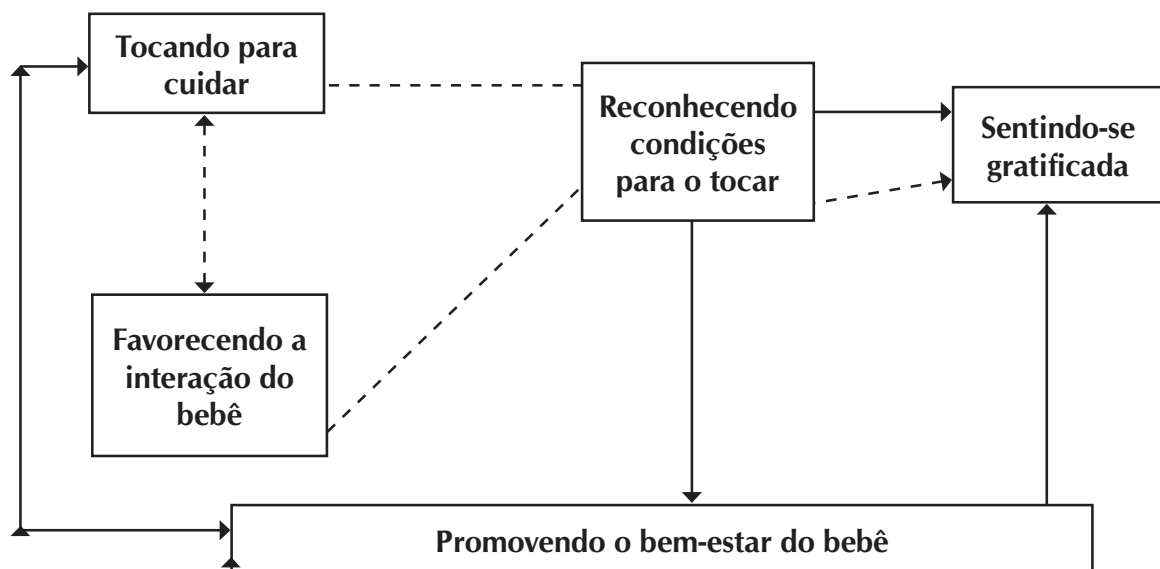 Tocando para
cuidar
Reconhecendo
condições
para o tocar
Sentindo-se
gratificada
Favorecendo a
interação do
bebê
Promovendo o bem-estar do bebê